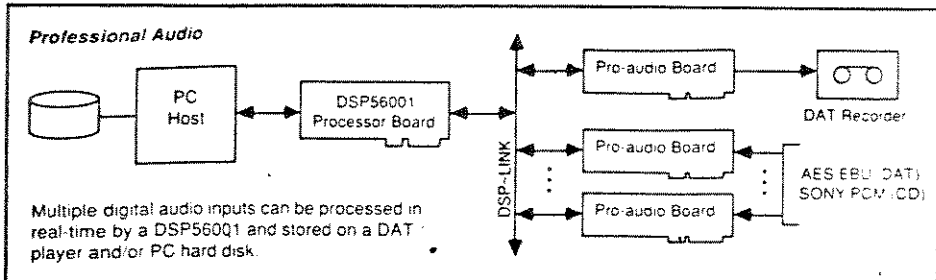 Professional Audio
PC
Host
DSP56001
Processor Board
DSP~LINK
Pro-audio Board
DAT Recorder
Pro-audio Board
Pro-audio Board
AES EBU (DAT)
SONY PCM (CD)
Multiple digital audio inputs can be processed in
real-time by a DSP56001 and stored on a DAT
player and/or PC hard disk.